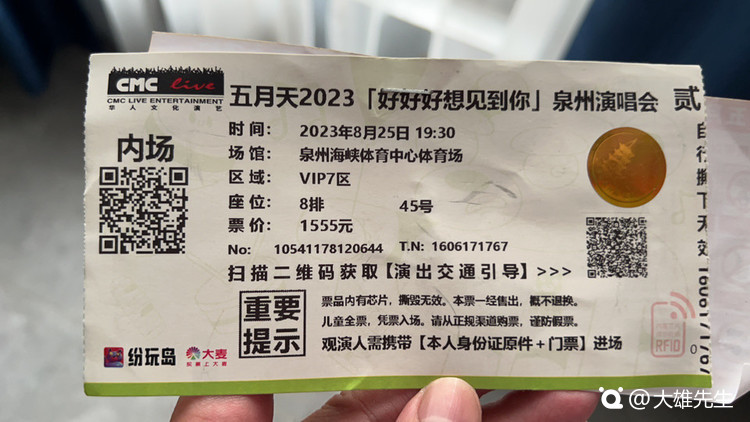 CMC live
CMC LIVE ENTERTAINMENT
华人文化演艺
五月天2023「好好好想见到你」泉州演唱会
贰
内场
时间： 2023年8月25日 19:30
场馆： 泉州海峡体育中心体育场
区域： VIP7区
座位： 8排 45号
票价： 1555元
No: 10541178120644 T.N: 1606171767
扫描二维码获取【演出交通引导】>>>
重要
提示
票品内有芯片，撕毁无效。本票一经售出，概不退换。
儿童全票，凭票入场。请从正规渠道购票，谨防假票。
观演人需携带【本人身份证原件＋门票】进场
纷玩岛
大麦
RFID
自行撕下无效
1606171767
@大雄先生